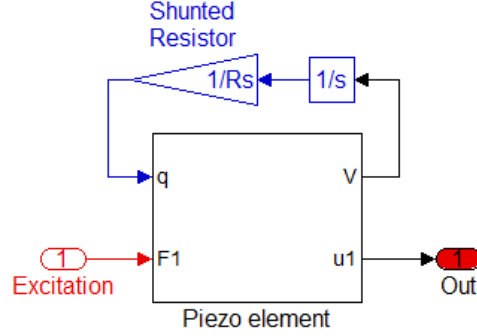 Shunted
Resistor
1/Rs
1/s
q
V
1
F1
u1
1
Excitation
Out
Piezo element